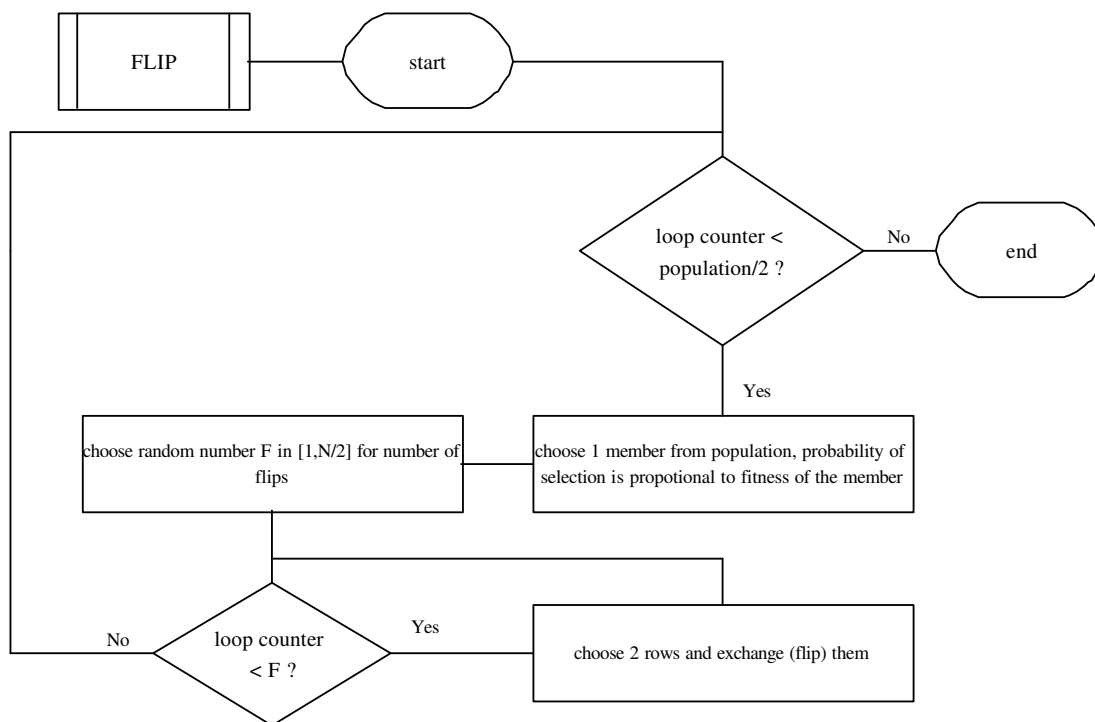 FLIP
start
loop counter <
population/2 ?
No
end
Yes
choose random number F in [1,N/2] for number of
flips
choose 1 member from population, probability of
selection is propotional to fitness of the member
No
loop counter
< F ?
Yes
choose 2 rows and exchange (flip) them